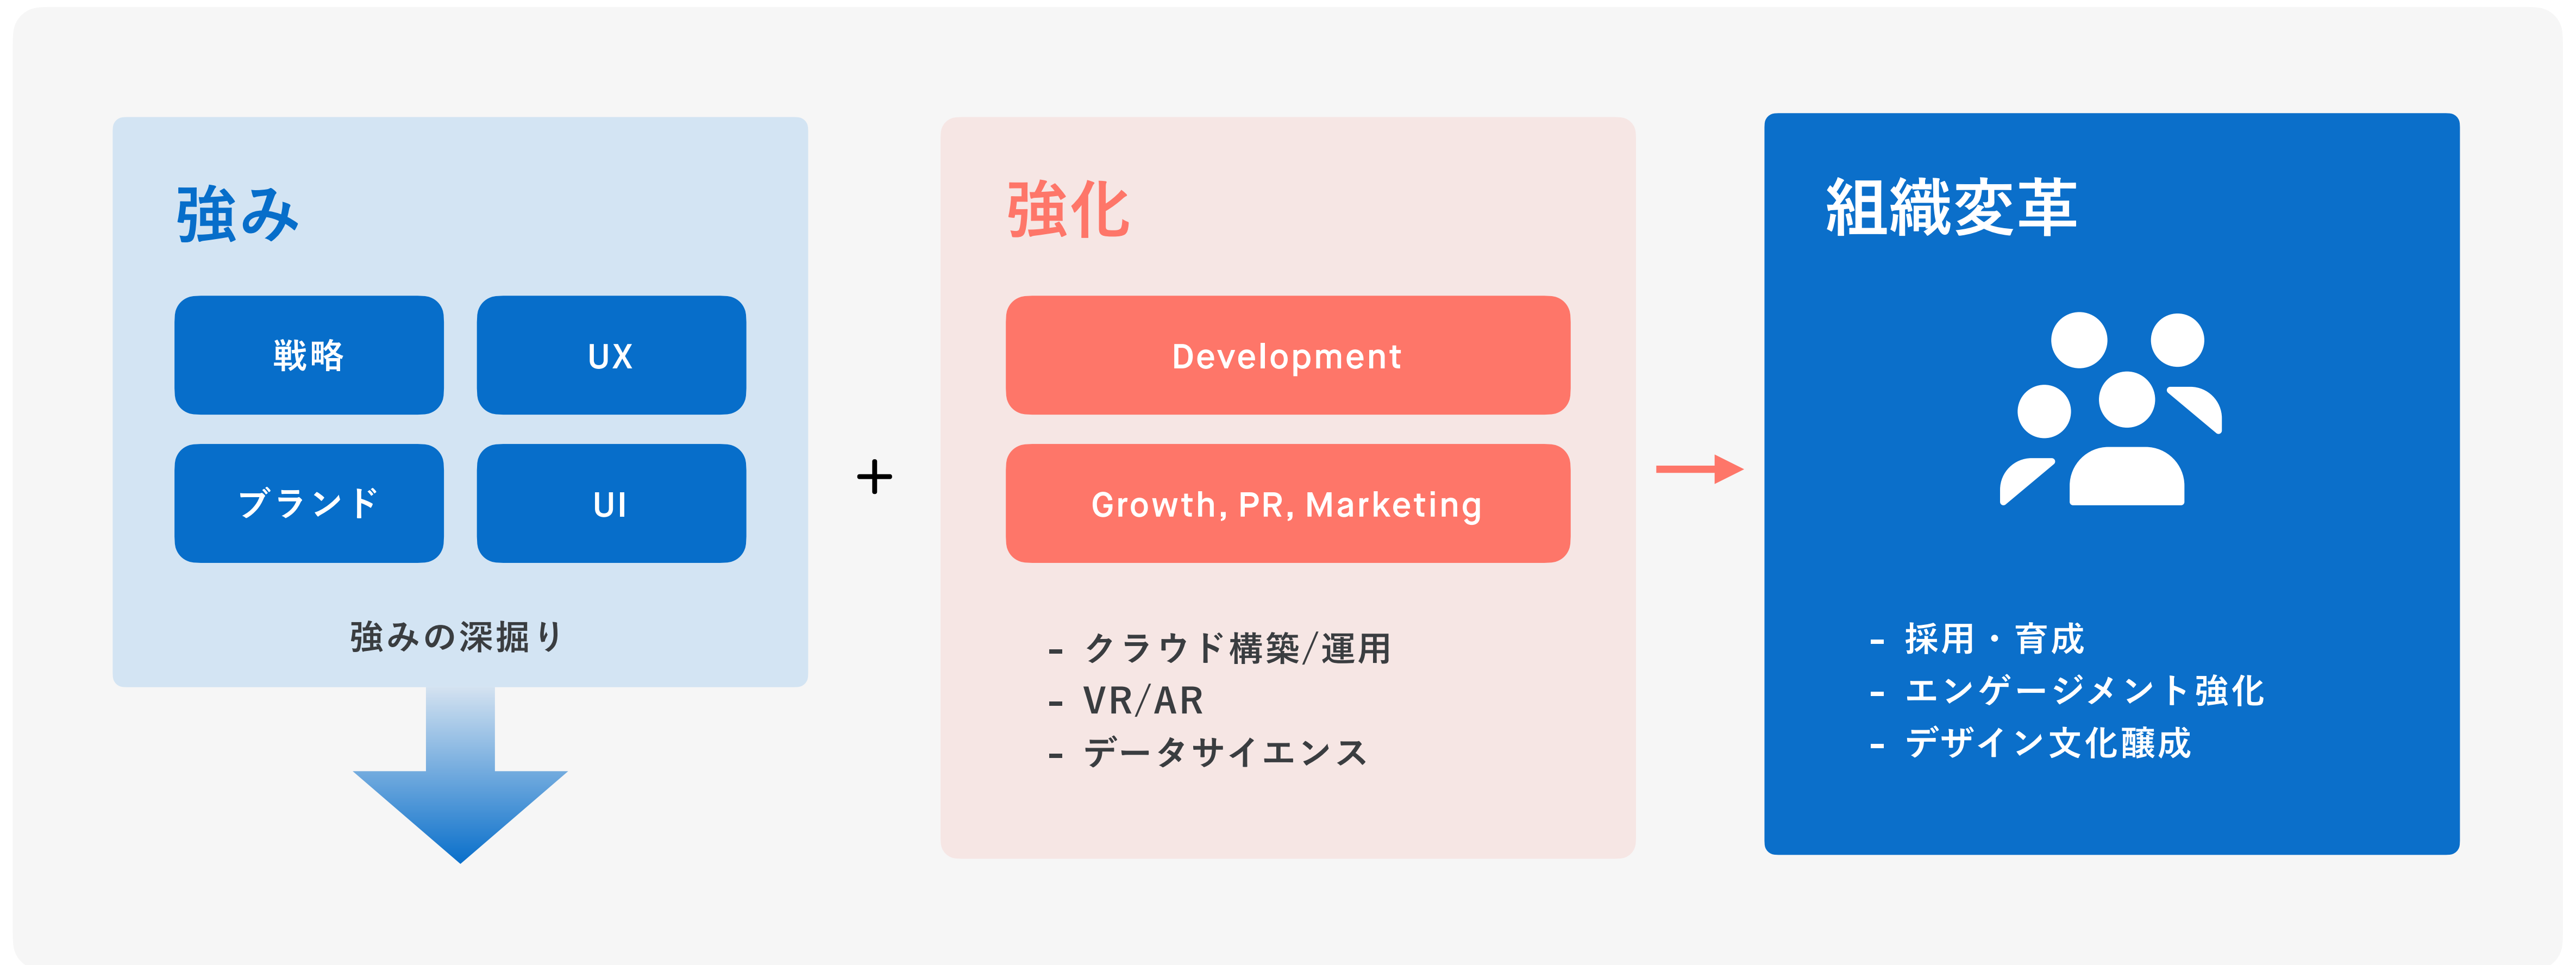 強み
戦略
UX
ブランド
UI
強みの深掘り
+
強化
Development
Growth, PR, Marketing
- クラウド構築/運用
- VR/AR
- データサイエンス
組織変革
- 採用・育成
- エンゲージメント強化
- デザイン文化醸成